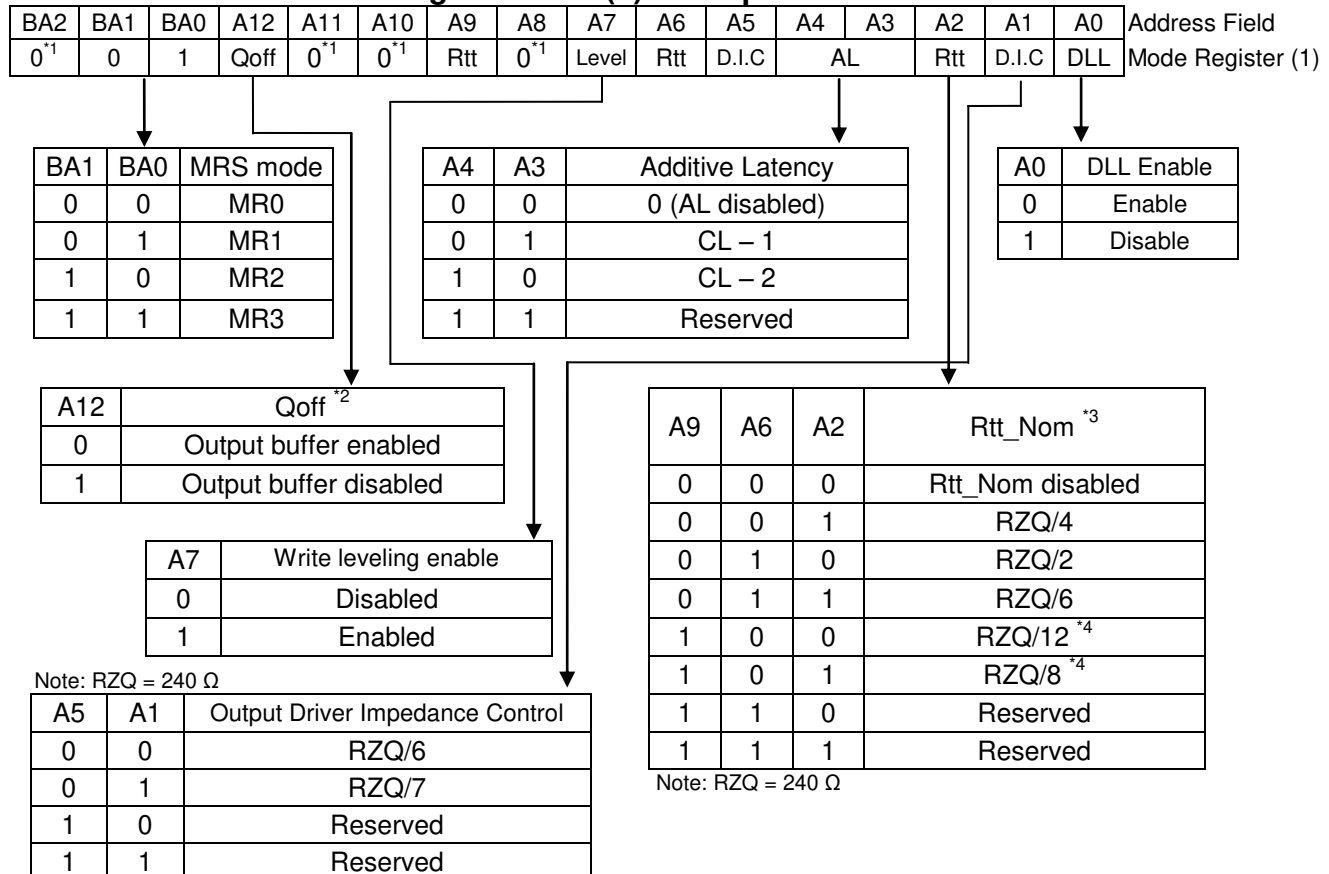 BA2 BA1 BA0 A12 A11 A10 A9 A8 A7 A6 A5 A4 A3 A2 A1 A0 Address Field
0*1 0 1 Qoff 0*1 0*1 Rtt 0*1 Level Rtt D.I.C AL Rtt D.I.C DLL Mode Register (1)
BA1 BA0 MRS mode
0 0 MR0
0 1 MR1
1 0 MR2
1 1 MR3
A4 A3 Additive Latency
0 0 0 (AL disabled)
0 1 CL – 1
1 0 CL – 2
1 1 Reserved
A0 DLL Enable
0 Enable
1 Disable
A12 Qoff *2
0 Output buffer enabled
1 Output buffer disabled
A9 A6 A2 Rtt_Nom *3
0 0 0 Rtt_Nom disabled
0 0 1 RZQ/4
0 1 0 RZQ/2
0 1 1 RZQ/6
1 0 0 RZQ/12 *4
1 0 1 RZQ/8 *4
1 1 0 Reserved
1 1 1 Reserved
Note: RZQ = 240 Ω
A7 Write leveling enable
0 Disabled
1 Enabled
Note: RZQ = 240 Ω
A5 A1 Output Driver Impedance Control
0 0 RZQ/6
0 1 RZQ/7
1 0 Reserved
1 1 Reserved